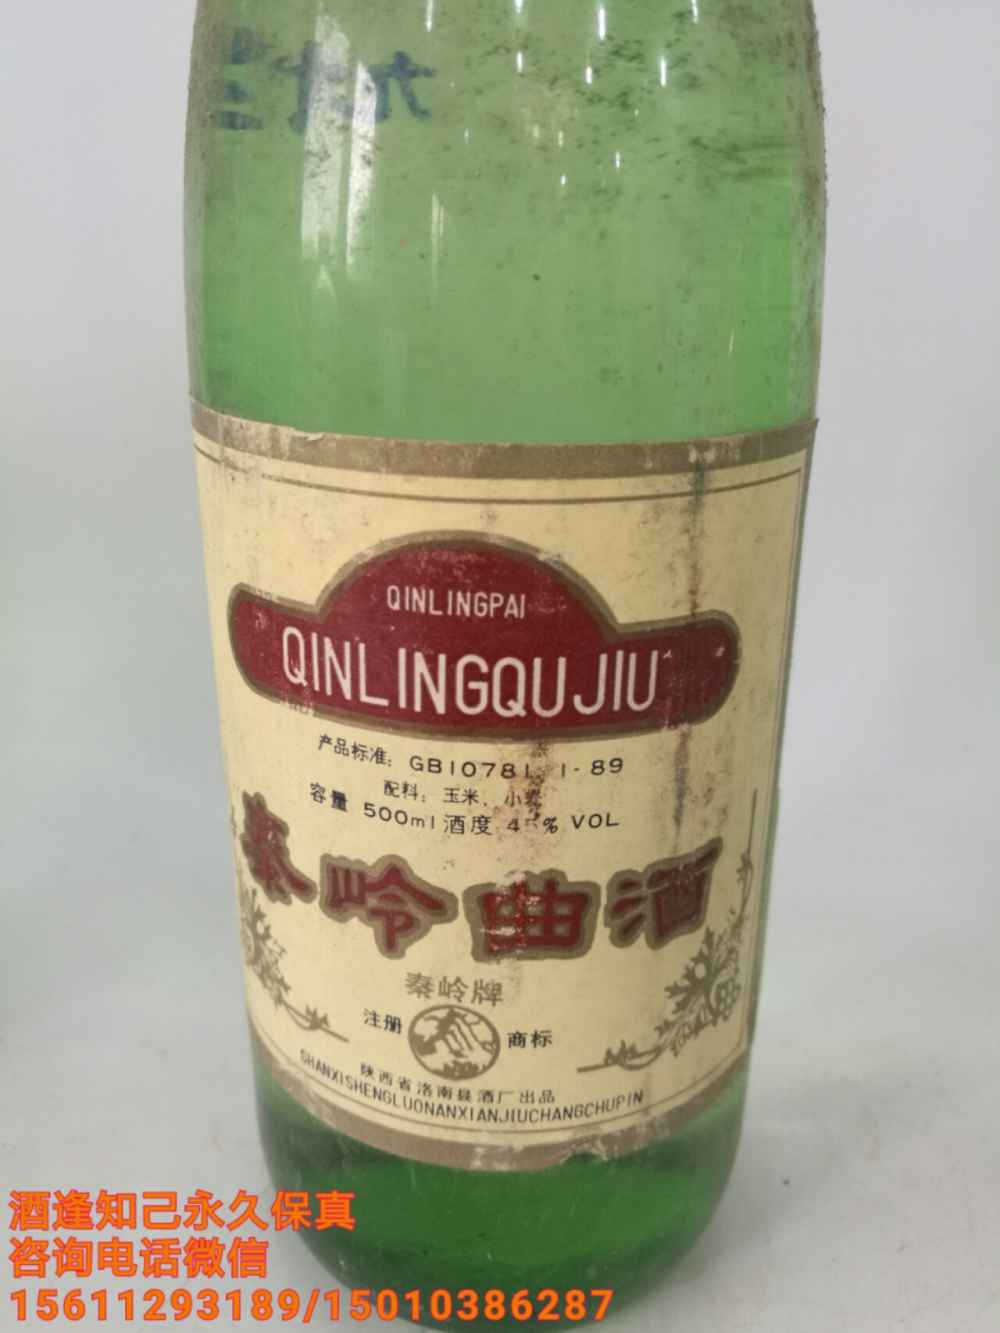 QINLINGPAI
QINLINGQUJIU
产品标准：GB10781.1-89
配料：玉米、小麦
容量 500ml 酒度 45% VOL
秦岭曲酒
秦岭牌
注册 商标
陕西省洛南县酒厂出品
SHANXISHENGLUONANXIANJIUCHANGCHUPIN
酒逢知己永久保真
咨询电话微信
15611293189/15010386287